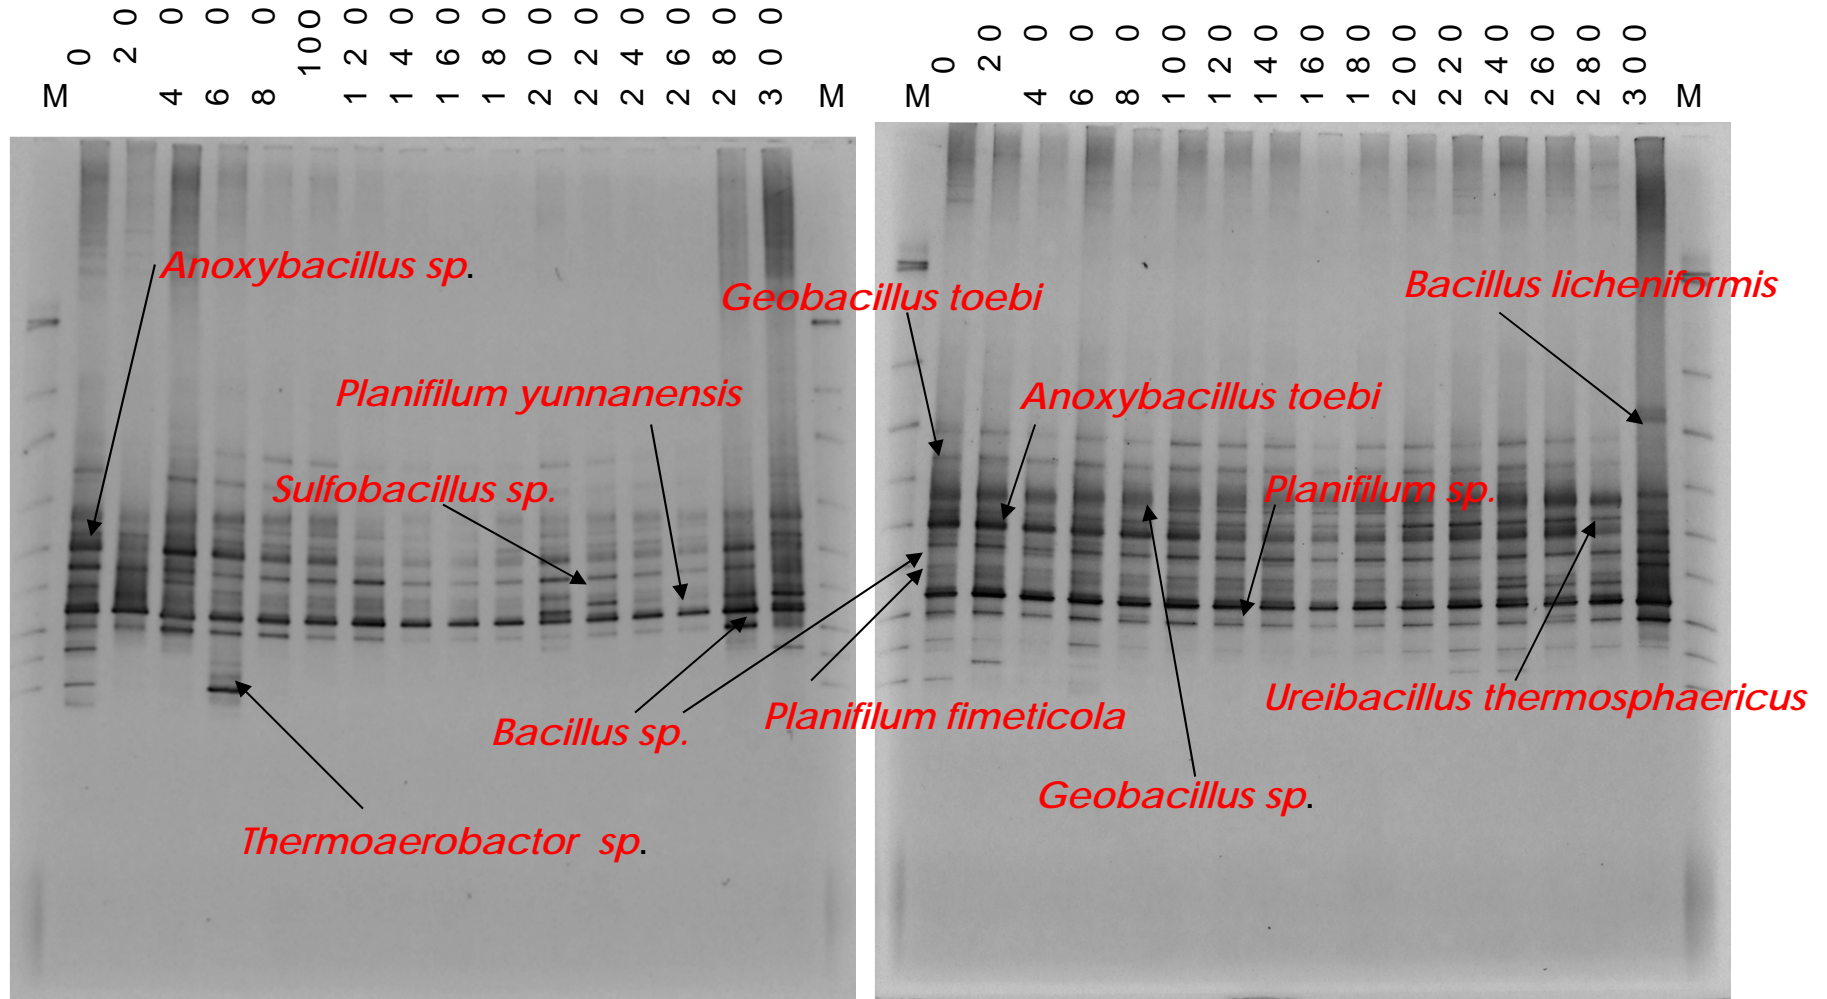 M 0 20 40 60 80 100 120 140 160 180 200 220 240 260 280 300 M
M 0 20 40 60 80 100 120 140 160 180 200 220 240 260 280 300 M
Anoxybacillus sp.
Geobacillus toebi
Bacillus licheniformis
Planifilum yunnanensis
Anoxybacillus toebi
Sulfobacillus sp.
Planifilum sp.
Ureibacillus thermosphaericus
Bacillus sp.
Planifilum fimeticola
Geobacillus sp.
Thermoaerobactor sp.